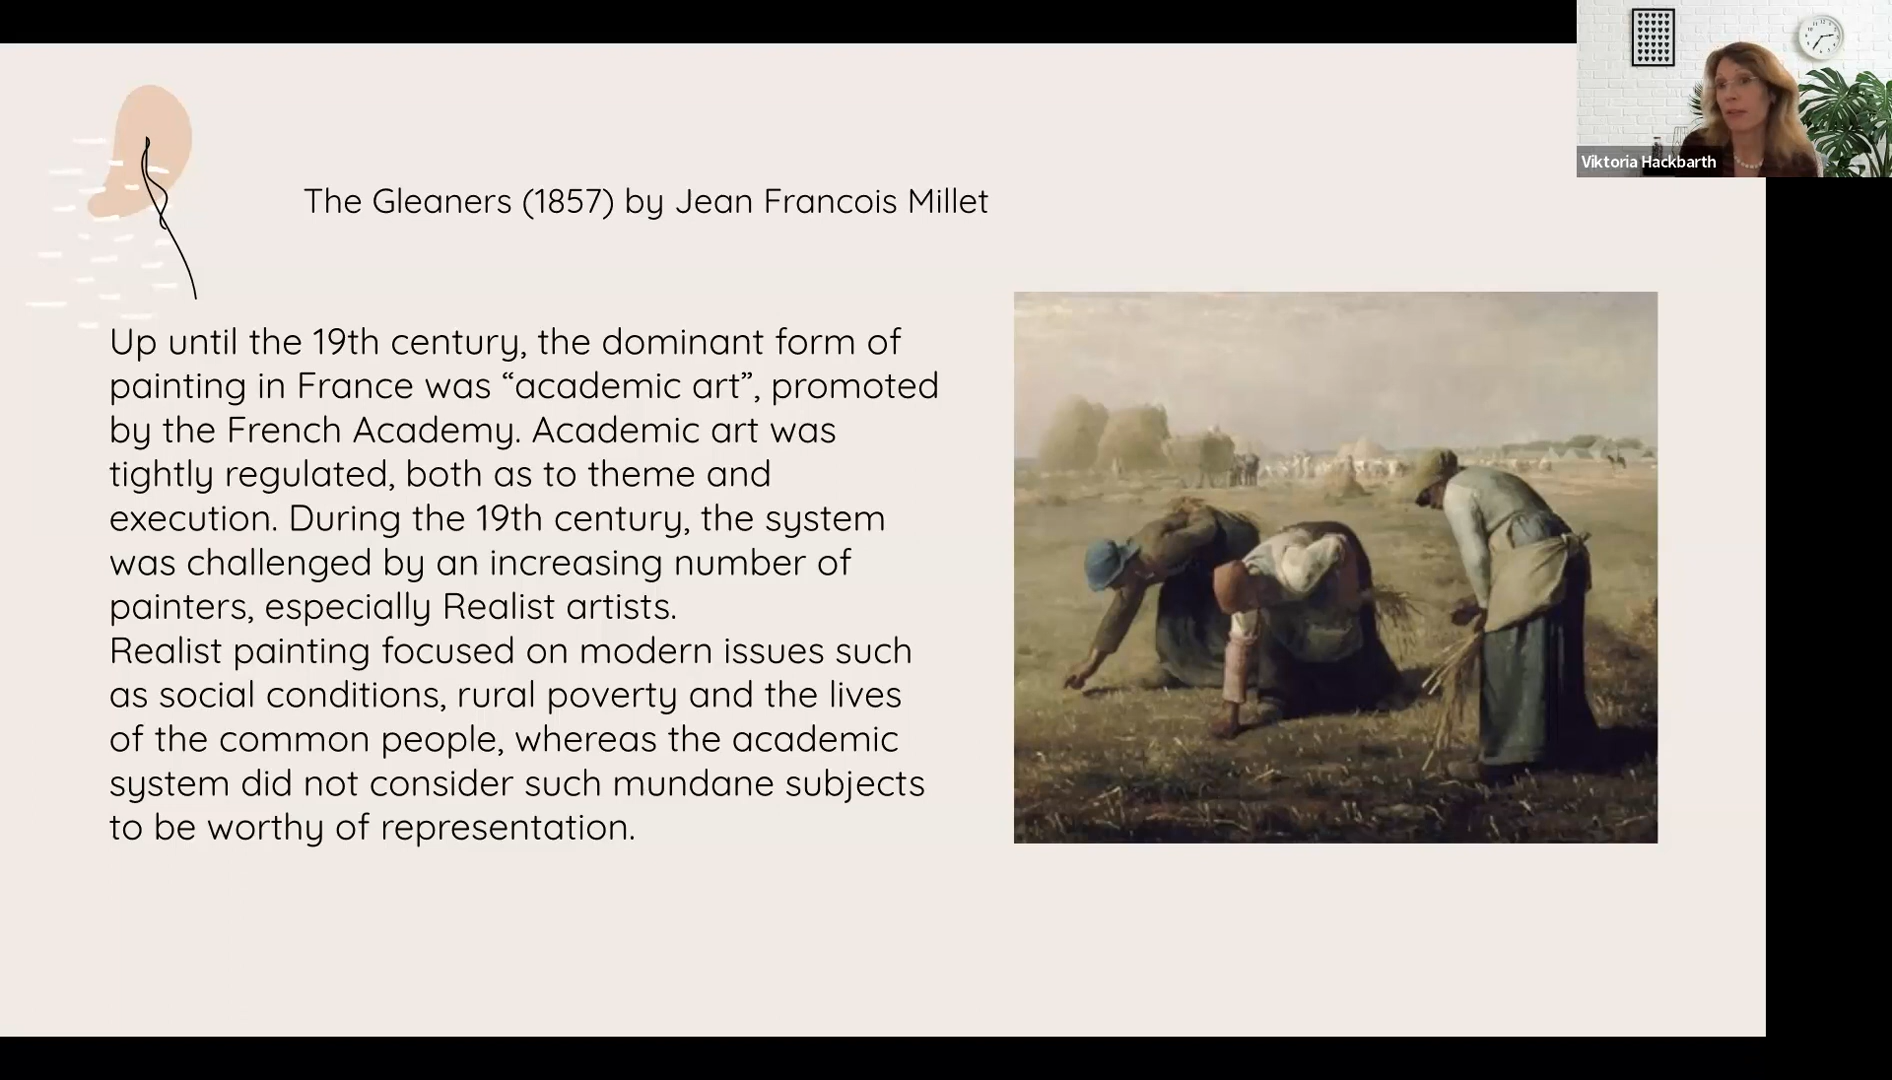 Viktoria Hackbarth
The Gleaners (1857) by Jean Francois Millet
Up until the 19th century, the dominant form of
painting in France was “academic art”, promoted
by the French Academy. Academic art was
tightly regulated, both as to theme and
execution. During the 19th century, the system
was challenged by an increasing number of
painters, especially Realist artists.
Realist painting focused on modern issues such
as social conditions, rural poverty and the lives
of the common people, whereas the academic
system did not consider such mundane subjects
to be worthy of representation.